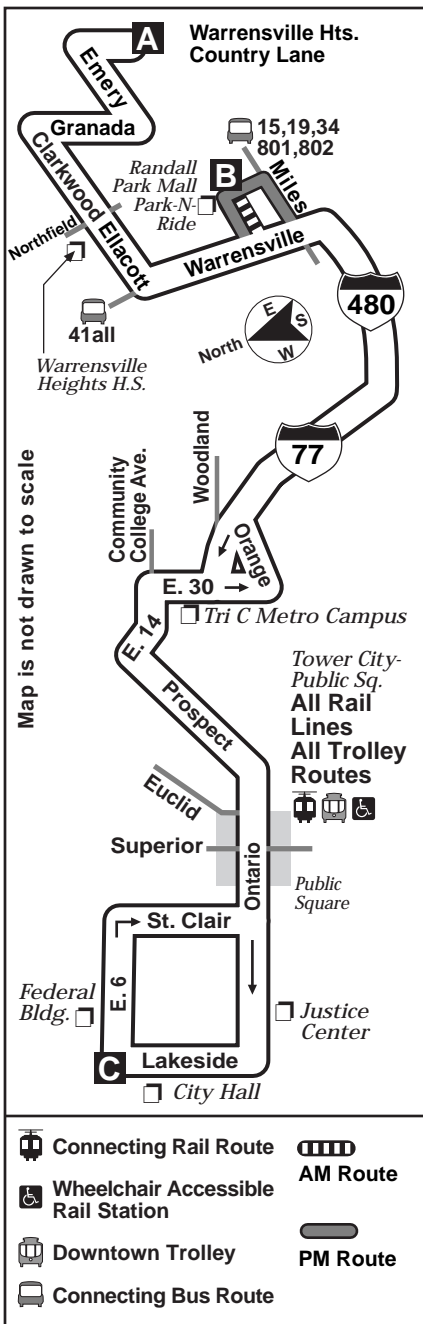 A
Warrensville Hts.
Country Lane
Emery
Granada
Clarkwood
Ellacott
Northfield
Randall
Park Mall
Park-N-
Ride
B
15,19,34
801,802
Miles
Warrensville
41all
Warrensville
Heights H.S.
North
E
S
W
480
77
Map is not drawn to scale
Community
College Ave.
Woodland
Orange
E. 30
Tri C Metro Campus
E. 14
Prospect
Tower City-
Public Sq.
All Rail
Lines
All Trolley
Routes
Euclid
Superior
Ontario
Public
Square
St. Clair
E. 6
Federal
Bldg.
Justice
Center
C
Lakeside
City Hall
Connecting Rail Route
Wheelchair Accessible
Rail Station
Downtown Trolley
Connecting Bus Route
AM Route
PM Route